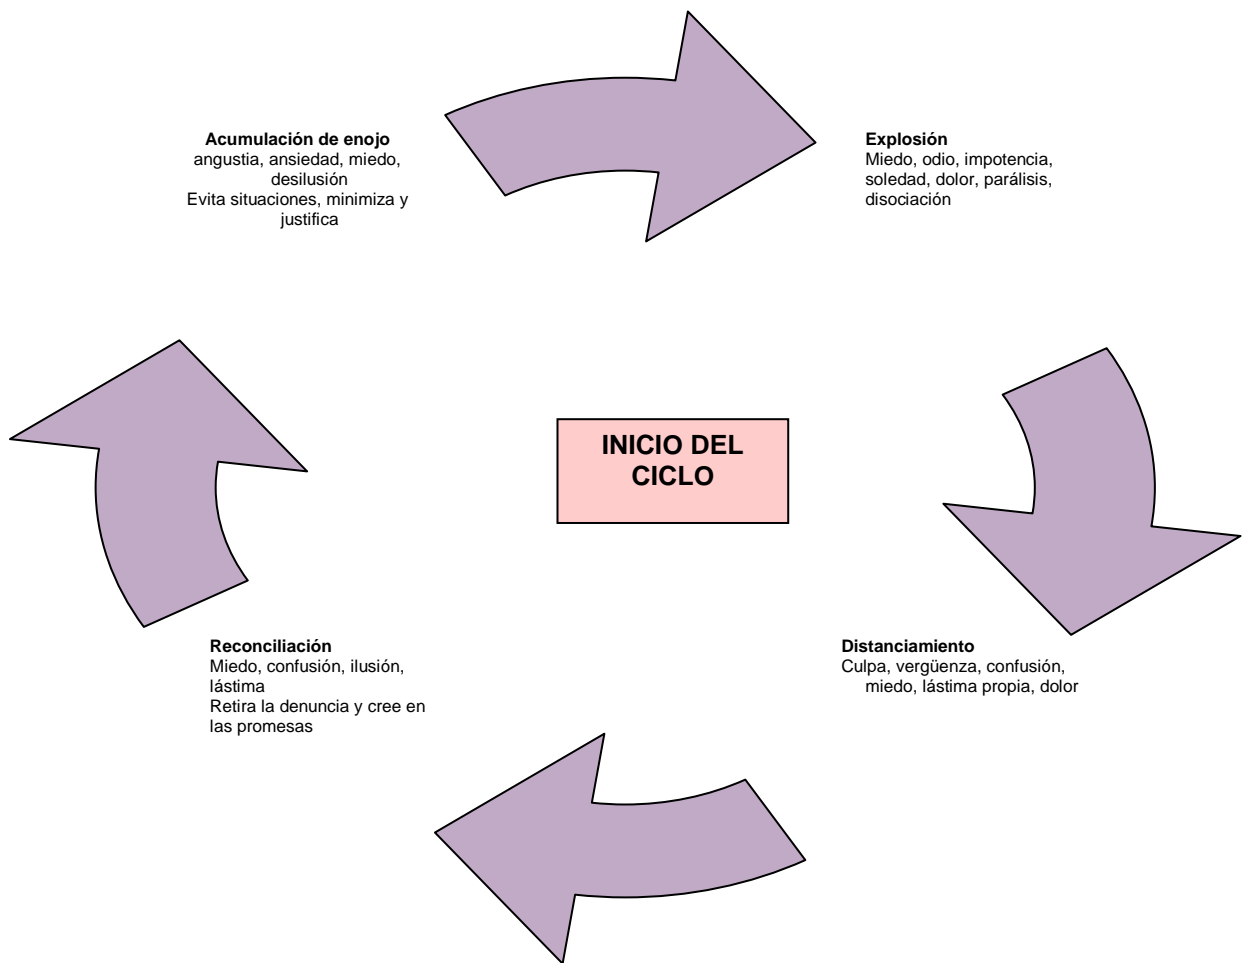 Acumulación de enojo
angustia, ansiedad, miedo,
desilusión
Evita situaciones, minimiza y
justifica
Explosión
Miedo, odio, impotencia,
soledad, dolor, parálisis,
disociación
INICIO DEL
CICLO
Reconciliación
Miedo, confusión, ilusión,
lástima
Retira la denuncia y cree en
las promesas
Distanciamiento
Culpa, vergüenza, confusión,
miedo, lástima propia, dolor